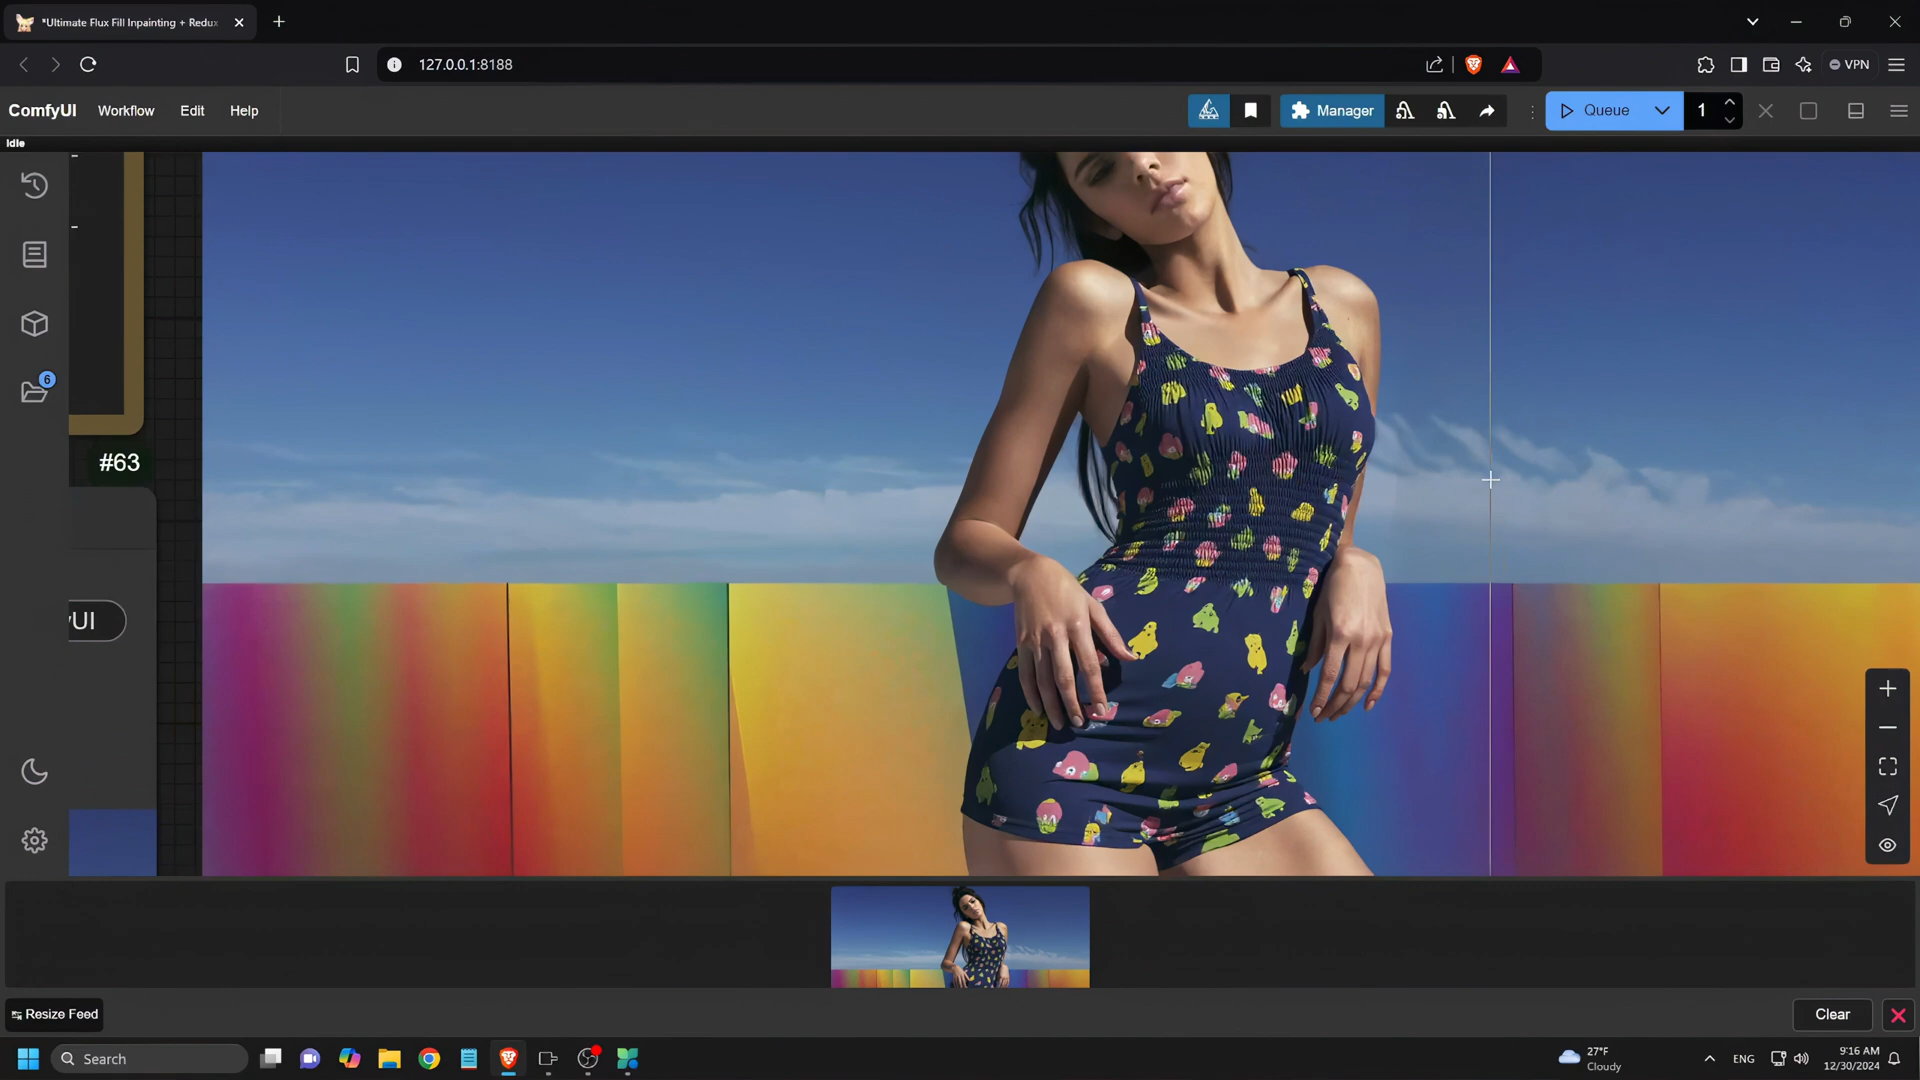 *Ultimate Flux Fill Inpainting + Redux
127.0.0.1:8188
VPN
ComfyUI
Workflow
Edit
Help
Manager
Queue
1
Idle
6
#63
yUI
Resize Feed
Clear
Search
27°F
Cloudy
ENG
9:16 AM
12/30/2024